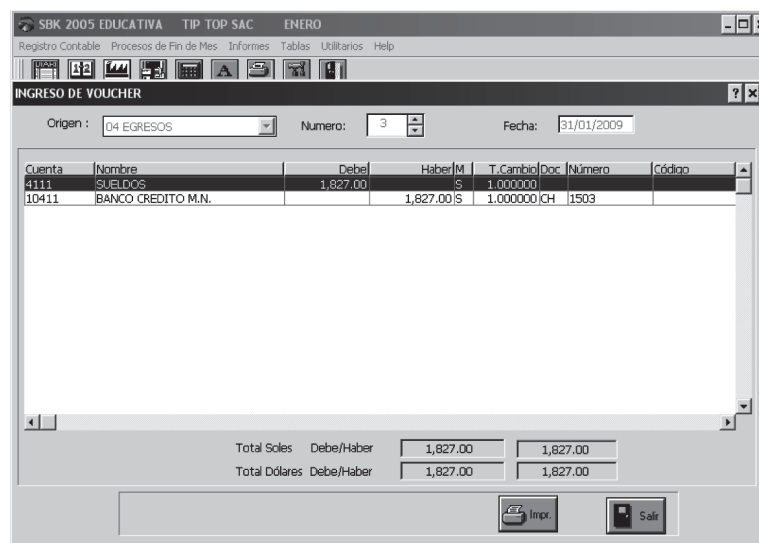 SBK 2005 EDUCATIVA TIP TOP SAC ENERO
Registro Contable Procesos de Fin de Mes Informes Tablas Utilitarios Help
INGRESO DE VOUCHER
Origen : 04 EGRESOS Numero: 3 Fecha: 31/01/2009
Cuenta Nombre Debe Haber M T.Cambio Doc Número Código
4111 SUELDOS 1,827.00 S 1.000000
10411 BANCO CREDITO M.N. 1,827.00 S 1.000000 CH 1503
Total Soles Debe/Haber 1,827.00 1,827.00
Total Dólares Debe/Haber 1,827.00 1,827.00
Impr. Salir